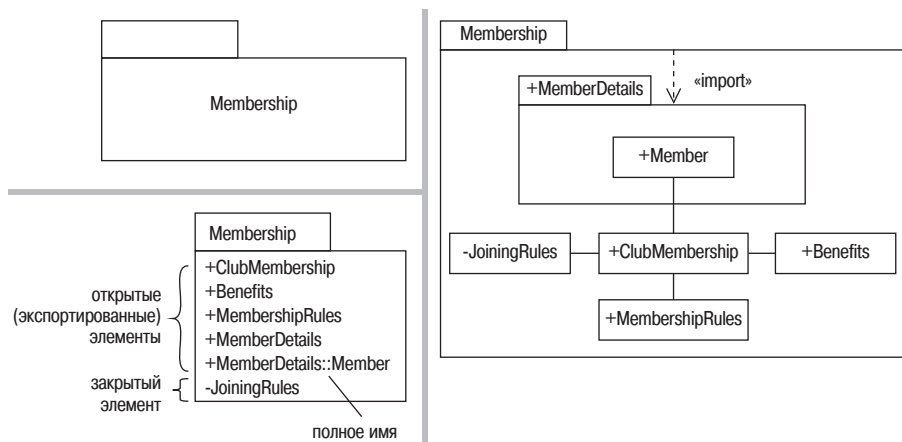 Membership
Membership
+ClubMembership
+Benefits
+MembershipRules
+MemberDetails
+MemberDetails::Member
-JoiningRules
открытые
(экспортированные)
элементы
закрытый
элемент
полное имя
Membership
«import»
+MemberDetails
+Member
-JoiningRules
+ClubMembership
+Benefits
+MembershipRules